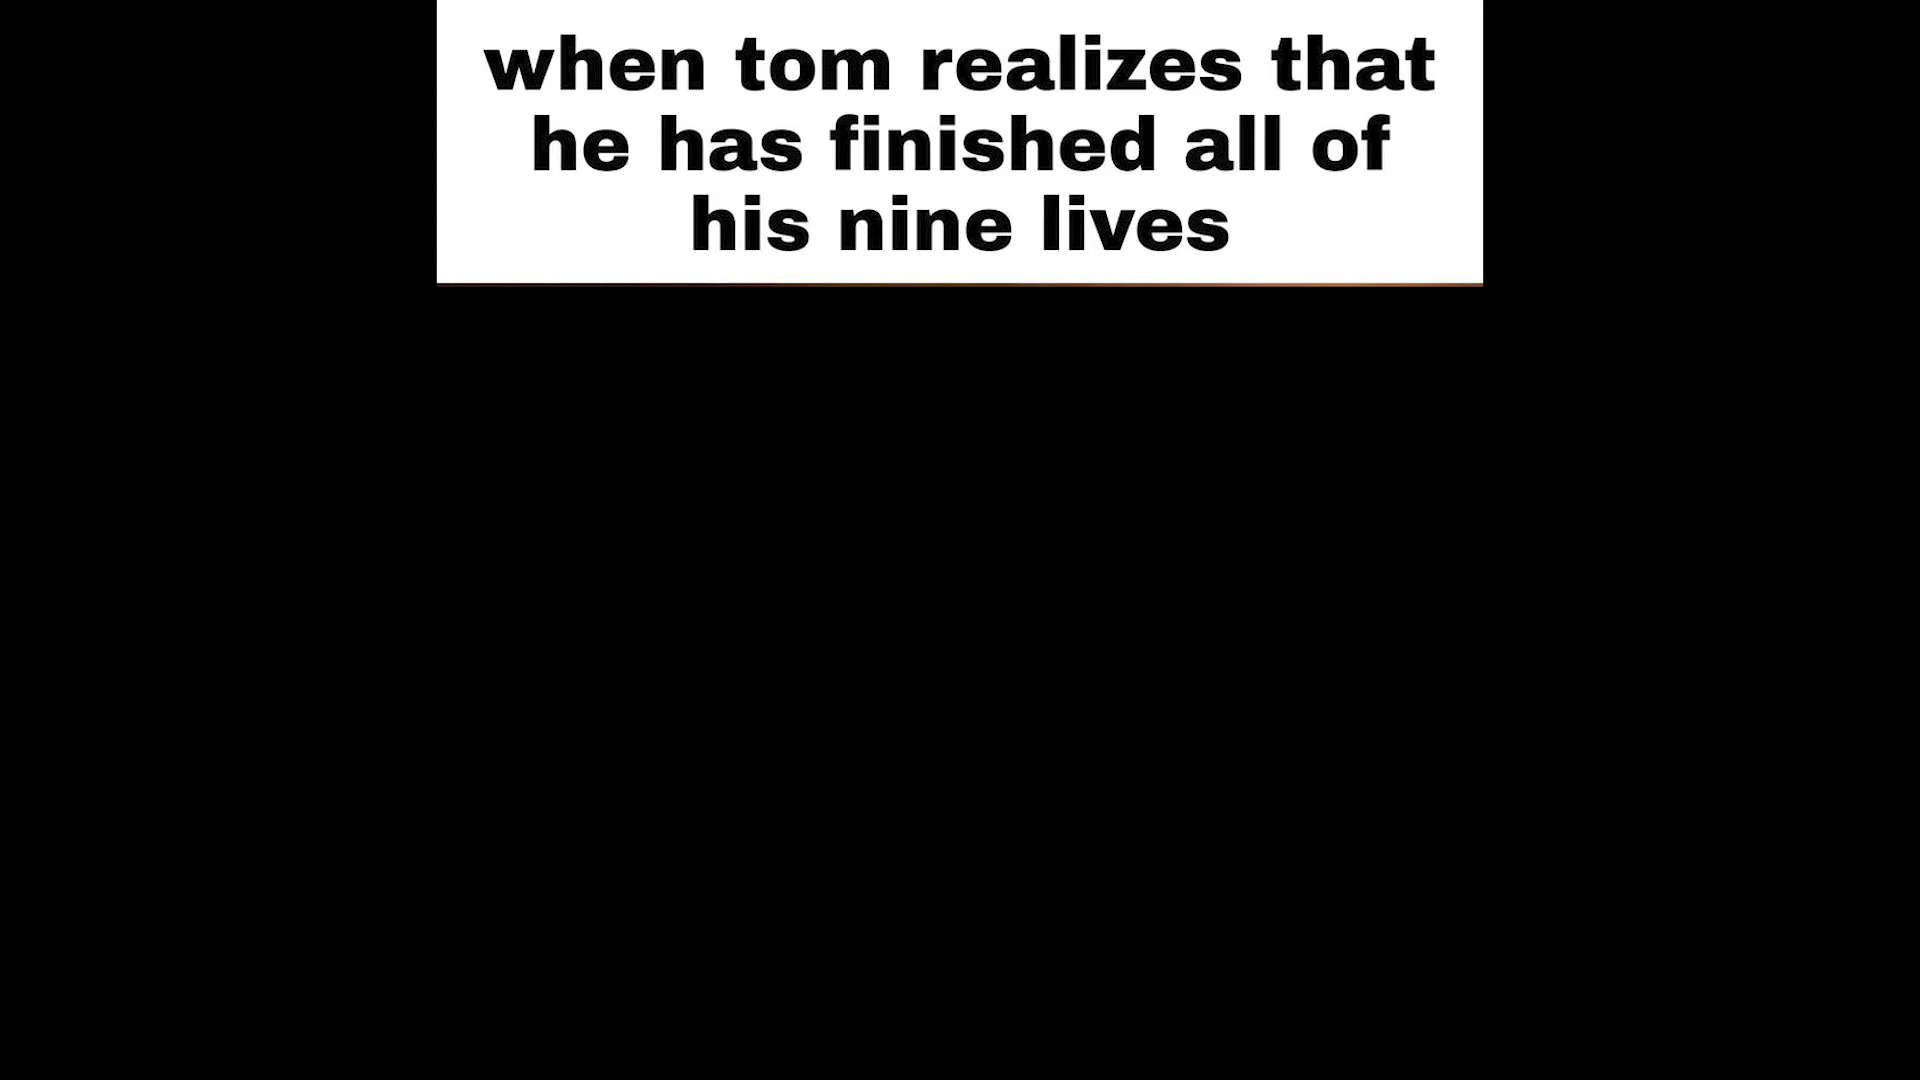 when tom realizes that
he has finished all of
his nine lives